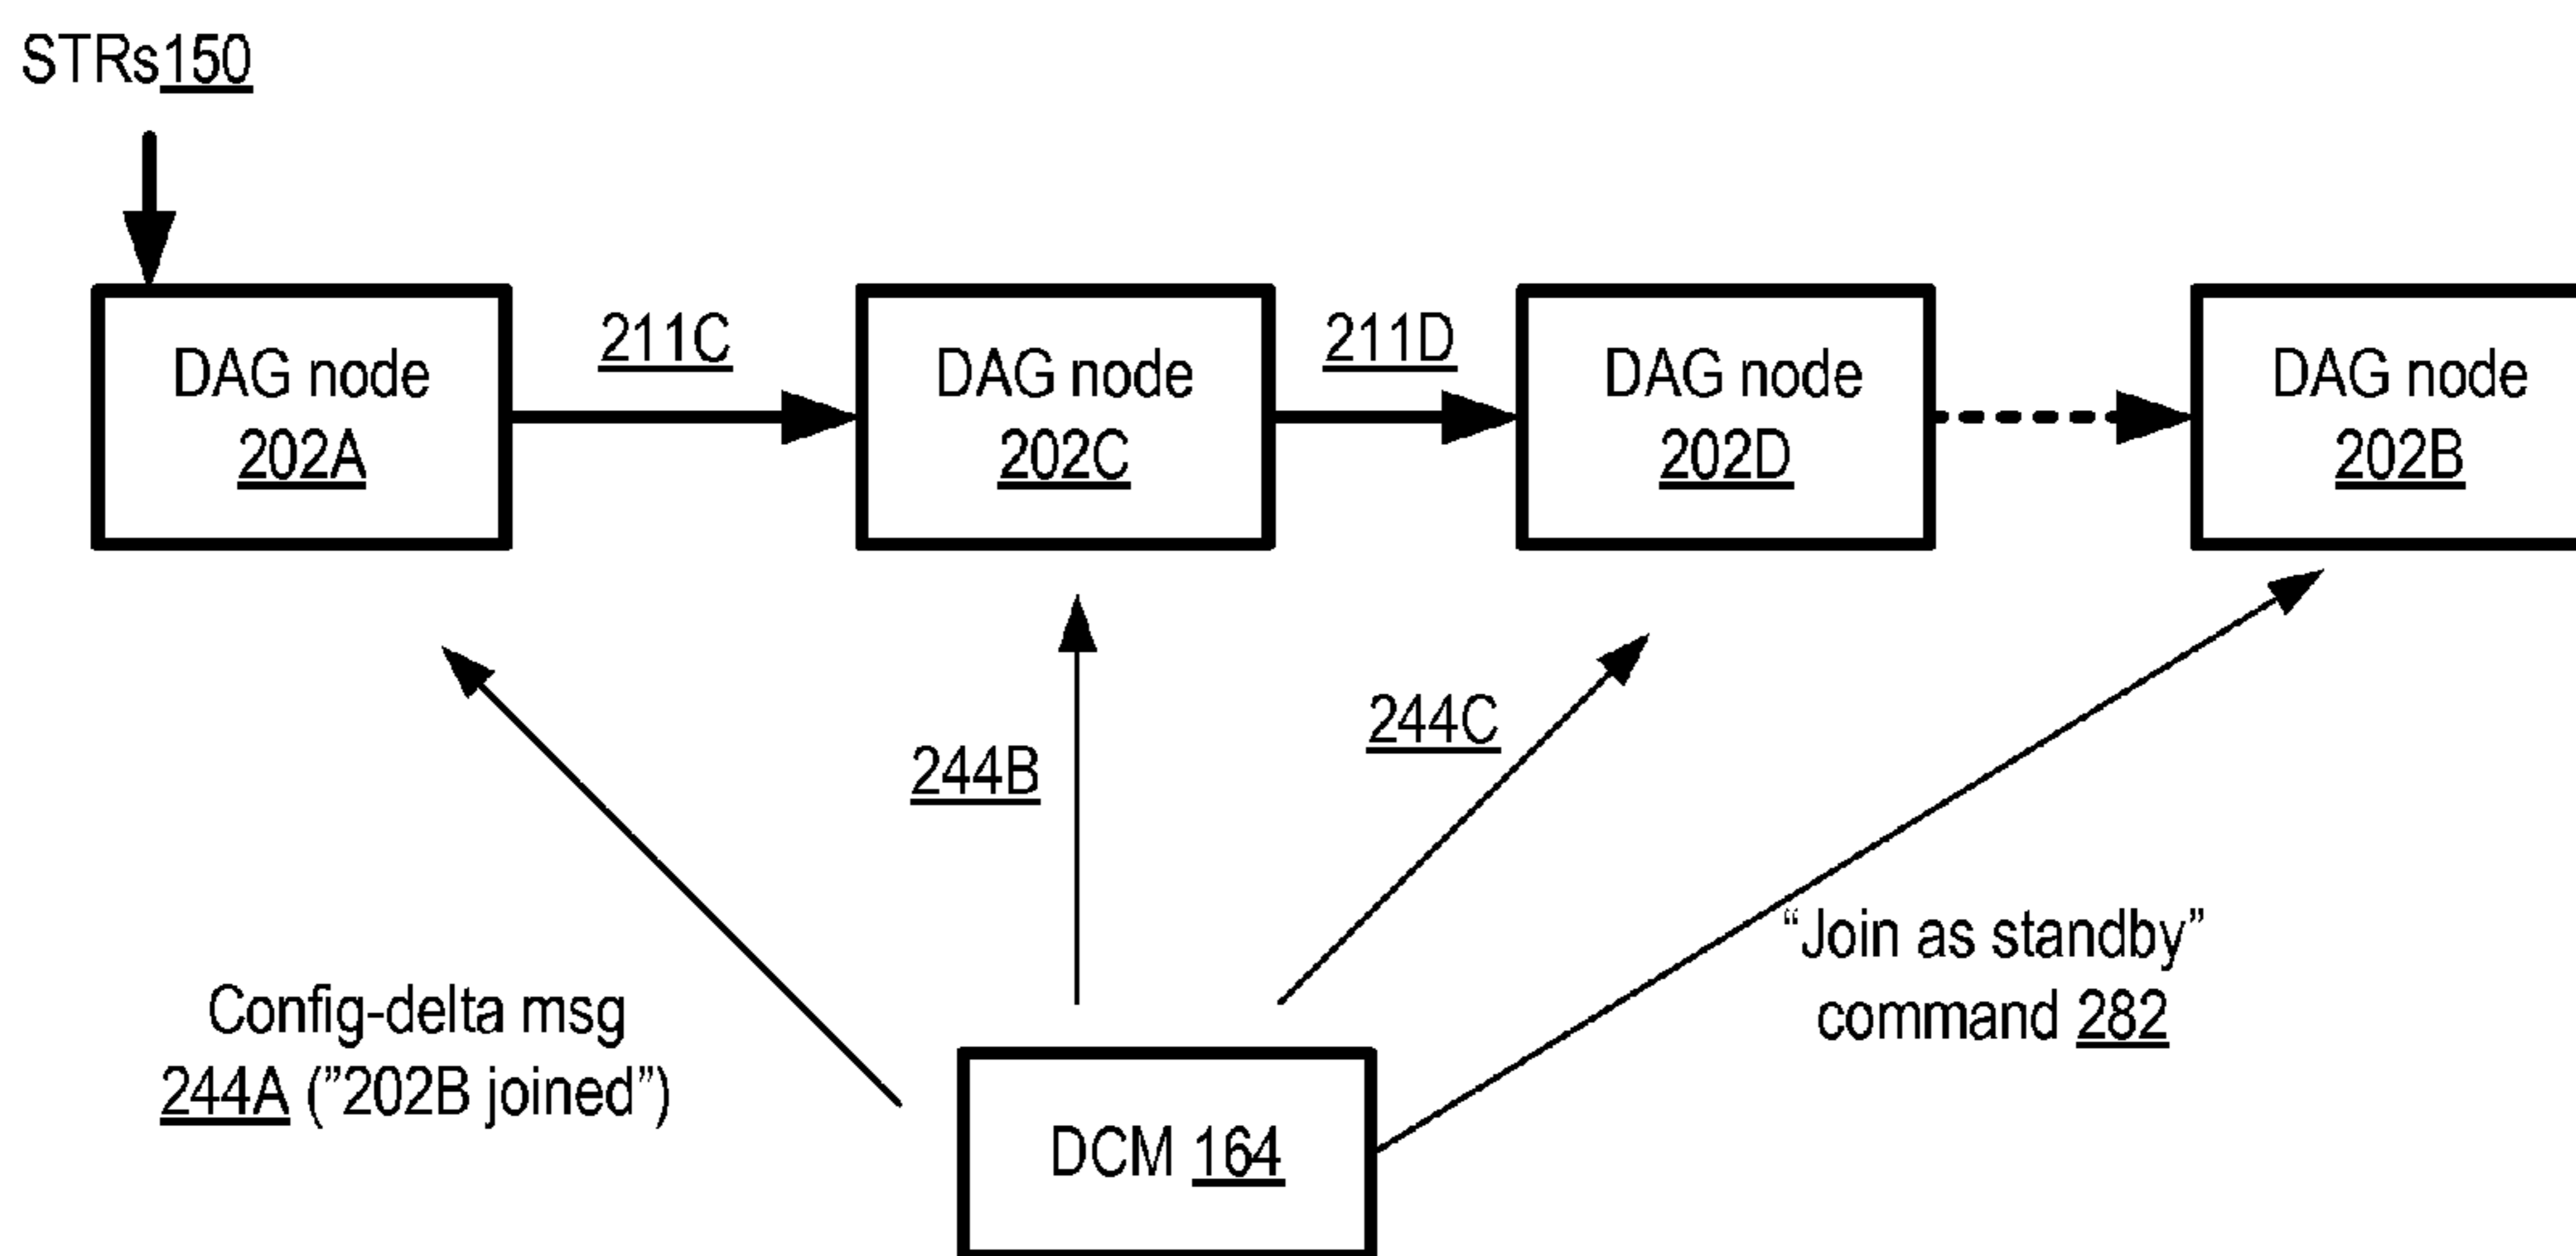 STRs150
211C
211D
DAG node
202A
DAG node
202C
DAG node
202D
DAG node
202B
244B
244C
Config-delta msg
244A (”202B joined”)
“Join as standby”
command 282
DCM 164